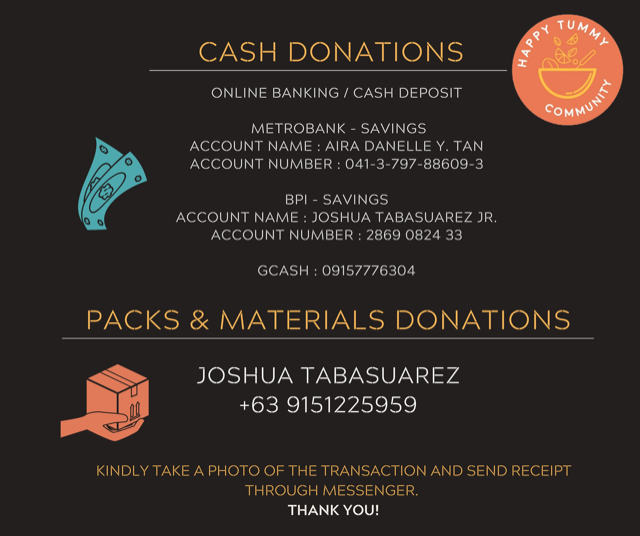 CASH DONATIONS
HAPPY TUMMY
COMMUNITY
ONLINE BANKING / CASH DEPOSIT
METROBANK - SAVINGS
ACCOUNT NAME : AIRA DANELLE Y. TAN
ACCOUNT NUMBER : 041-3-797-88609-3
BPI - SAVINGS
ACCOUNT NAME : JOSHUA TABASUAREZ JR.
ACCOUNT NUMBER : 2869 0824 33
GCASH : 09157776304
PACKS & MATERIALS DONATIONS
JOSHUA TABASUAREZ
+63 9151225959
KINDLY TAKE A PHOTO OF THE TRANSACTION AND SEND RECEIPT
THROUGH MESSENGER.
THANK YOU!